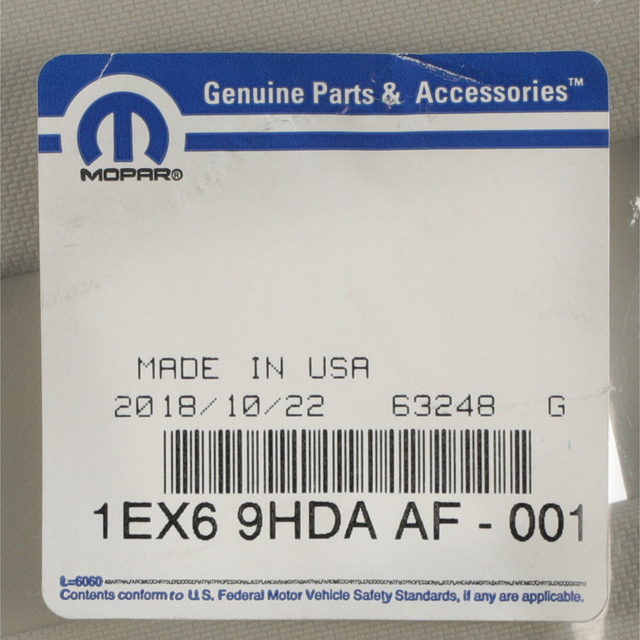 Genuine Parts & Accessories™
MOPAR®
MADE IN USA
2018/10/22 63248 G
1EX6 9HDA AF - 001
L=6060
Contents conform to U.S. Federal Motor Vehicle Safety Standards, if any are applicable.